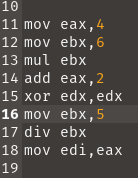 10
11 mov eax,4
12 mov ebx,6
13 mul ebx
14 add eax,2
15 xor edx,edx
16 mov ebx,5
17 div ebx
18 mov edi,eax
19